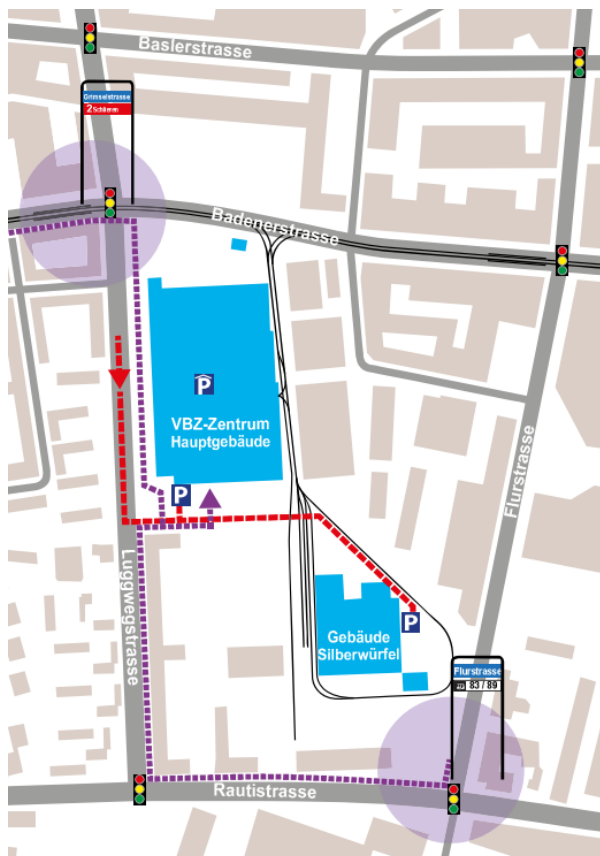 Baslerstrasse
Grimselstrasse
2 Schlieren
Badenerstrasse
P
VBZ-Zentrum
Hauptgebäude
P
Flurstrasse
Luggwegstrasse
P
Gebäude
Silberwürfel
Flurstrasse
83 / 89
Rautistrasse